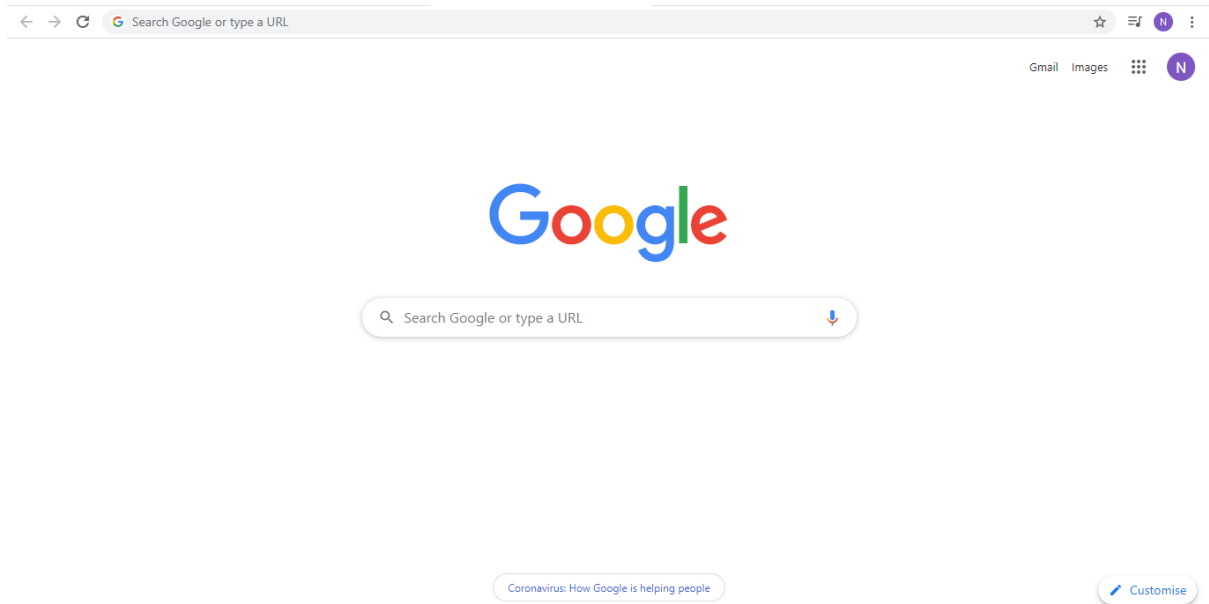 Search Google or type a URL
N
Gmail Images
N
Google
Search Google or type a URL
Coronavirus: How Google is helping people
Customise